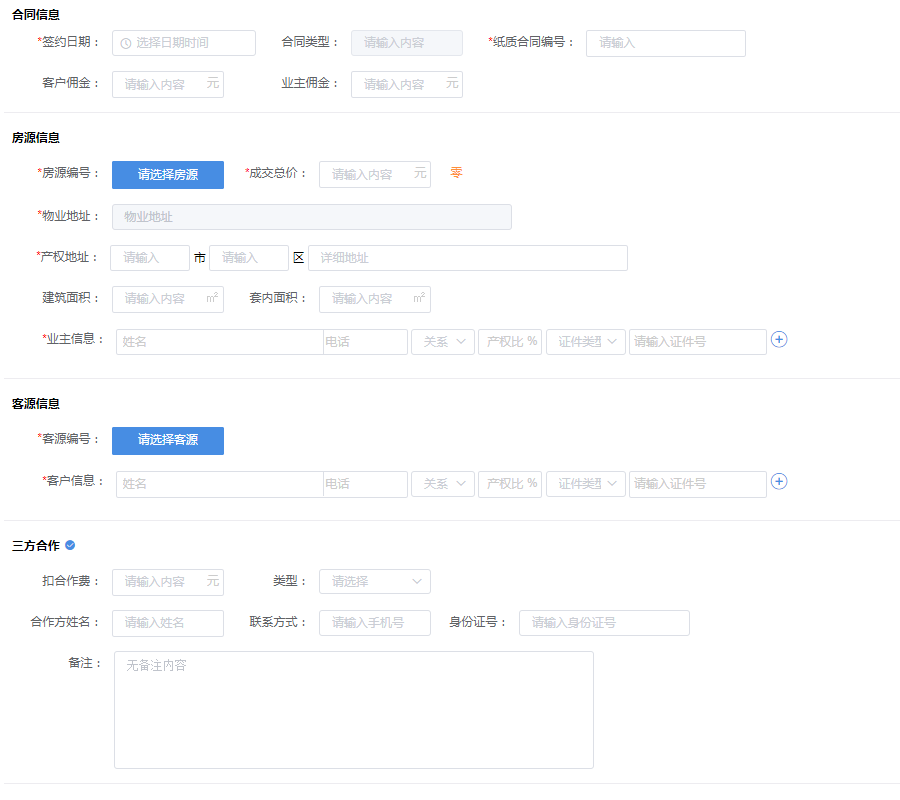 合同信息
*签约日期： 选择日期时间 合同类型： 请输入内容 *纸质合同编号： 请输入
客户佣金： 请输入内容 元 业主佣金： 请输入内容 元
房源信息
*房源编号： 请选择房源 *成交总价： 请输入内容 元 零
*物业地址： 物业地址
*产权地址： 请输入 市 请输入 区 详细地址
建筑面积： 请输入内容 m² 套内面积： 请输入内容 m²
*业主信息： 姓名 电话 关系 产权比 % 证件类型 请输入证件号
客源信息
*客源编号： 请选择客源
*客户信息： 姓名 电话 关系 产权比 % 证件类型 请输入证件号
三方合作
扣合作费： 请输入内容 元 类型： 请选择
合作方姓名： 请输入姓名 联系方式： 请输入手机号 身份证号： 请输入身份证号
备注： 无备注内容